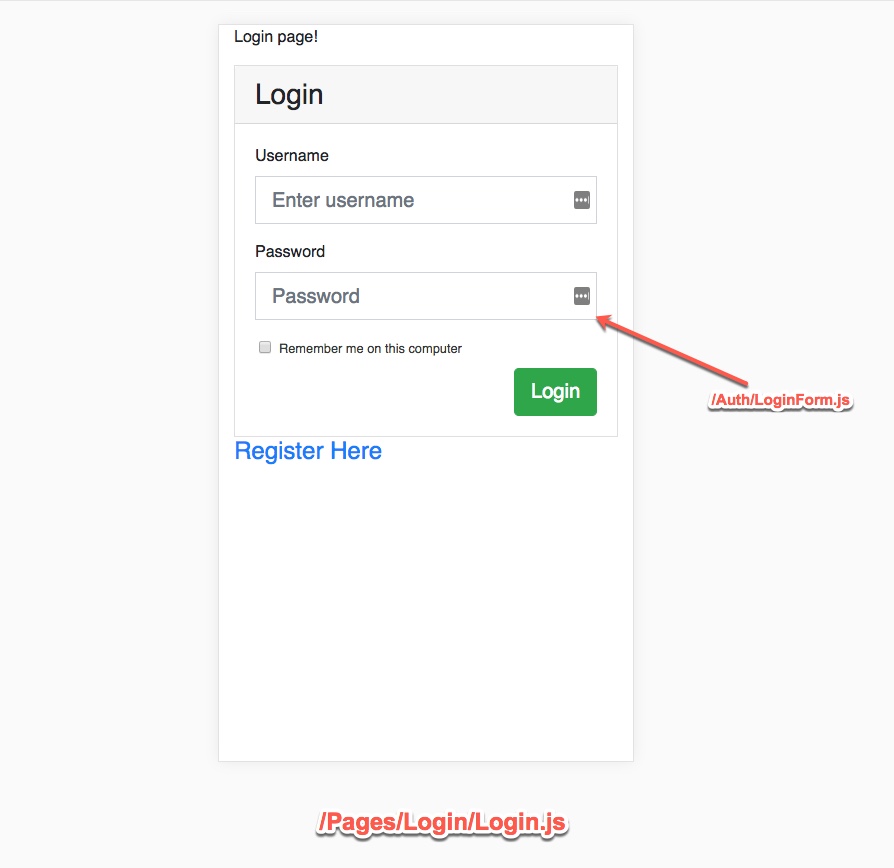 Login page!
Login
Username
Enter username
Password
Password
Remember me on this computer
Login
/Auth/LoginForm.js
Register Here
/Pages/Login/Login.js